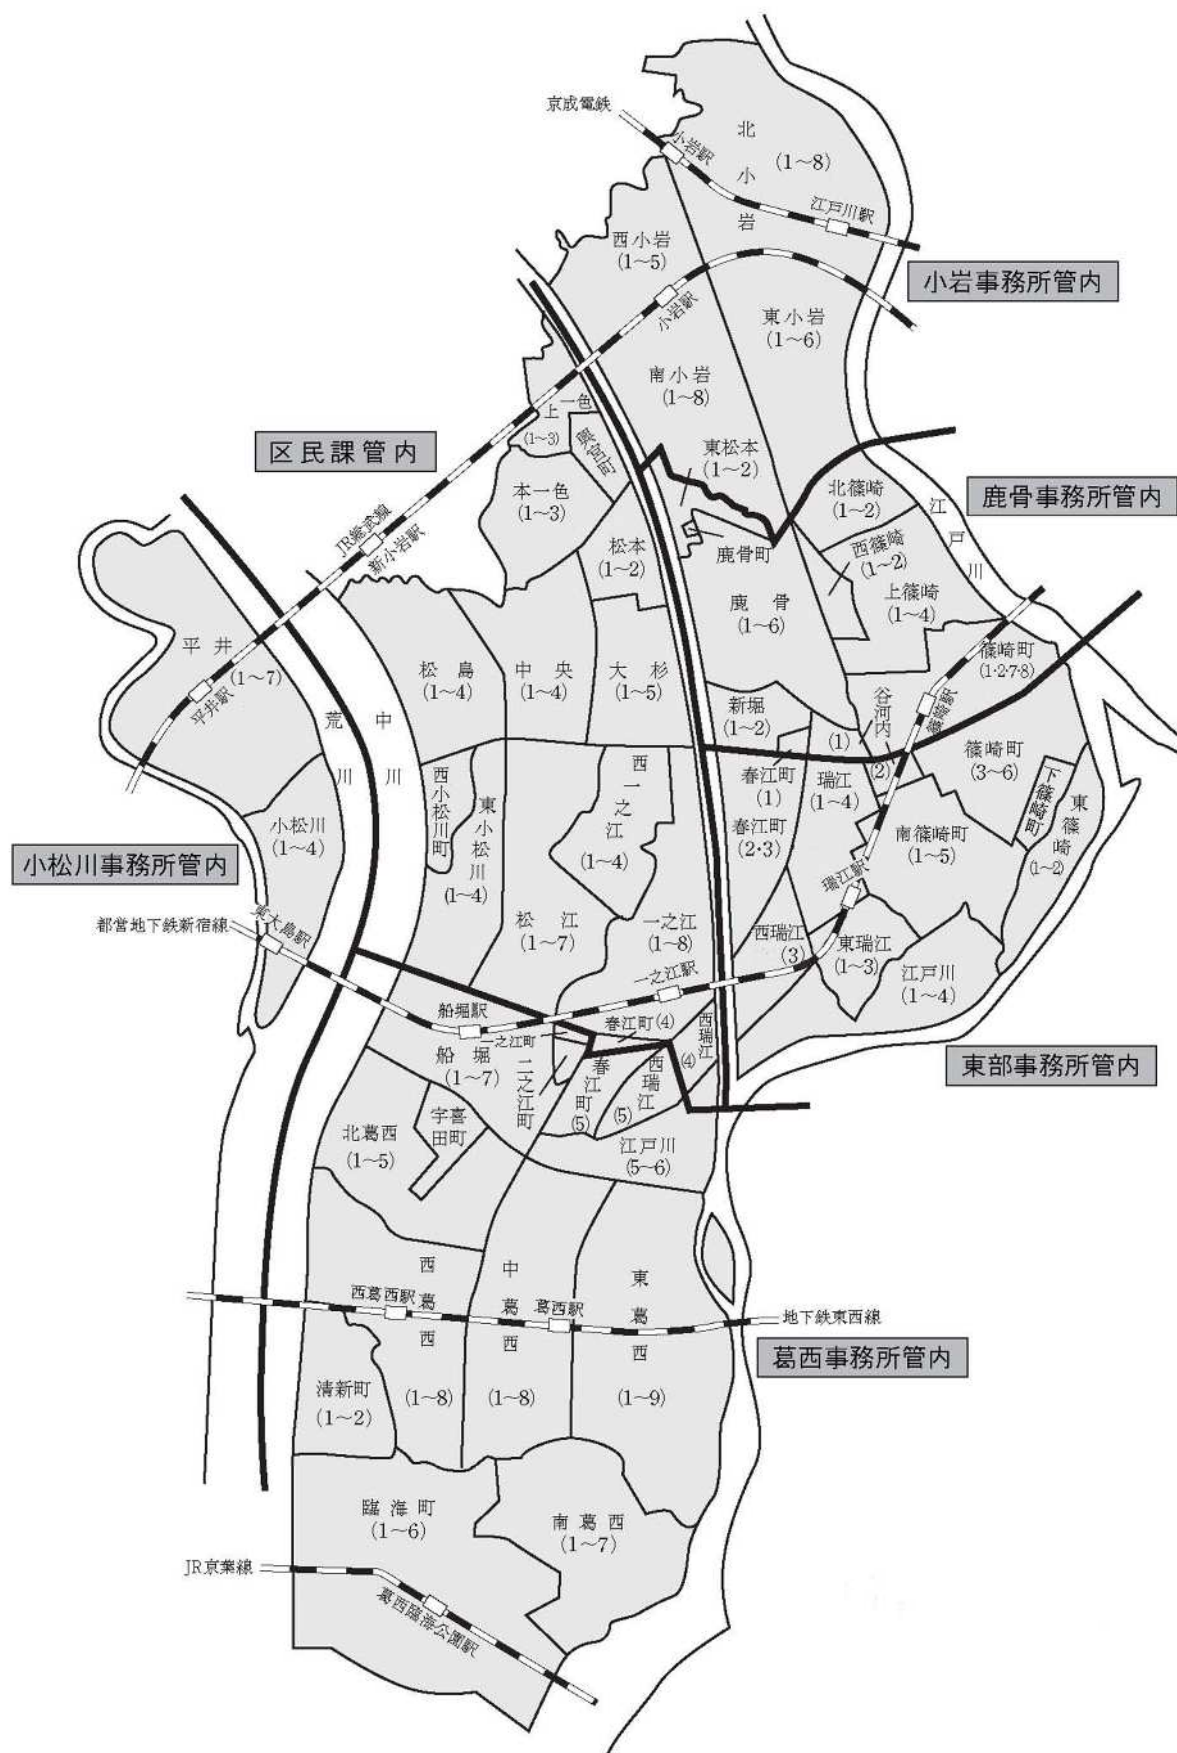 京成電鉄
小岩駅
北小岩
(1～8)
江戸川駅
西小岩
(1～5)
小岩事務所管内
小岩駅
東小岩
(1～6)
南小岩
(1～8)
上一色
(1～3)
興宮町
区民課管内
東松本
(1～2)
北篠崎
(1～2)
鹿骨事務所管内
江戸川
本一色
(1～3)
JR総武線
新小岩駅
松本
(1～2)
鹿骨町
西篠崎
(1～2)
上篠崎
(1～4)
鹿骨
(1～6)
平井
(1～7)
平井駅
荒川
中川
松島
(1～4)
中央
(1～4)
大杉
(1～5)
新堀
(1～2)
谷河内
(1)
(2)
篠崎町
(1･2･7･8)
篠崎駅
篠崎町
(3～6)
下篠崎町
東篠崎
(1～2)
春江町
(1)
瑞江
(1～4)
西小松川町
東小松川
(1～4)
西一之江
(1～4)
春江町
(2･3)
南篠崎町
(1～5)
瑞江駅
小松川
(1～4)
小松川事務所管内
都営地下鉄新宿線
東大島駅
松江
(1～7)
一之江
(1～8)
西瑞江
(3)
東瑞江
(1～3)
江戸川
(1～4)
一之江駅
船堀駅
一之江町
春江町(4)
西瑞江
(4)
東部事務所管内
船堀
(1～7)
二之江町
春江町
(5)
西瑞江
(5)
宇喜田町
北葛西
(1～5)
江戸川
(5～6)
西葛西
(1～8)
中葛西
(1～8)
東葛西
(1～9)
西葛西駅
葛西駅
地下鉄東西線
葛西事務所管内
清新町
(1～2)
臨海町
(1～6)
南葛西
(1～7)
JR京葉線
葛西臨海公園駅